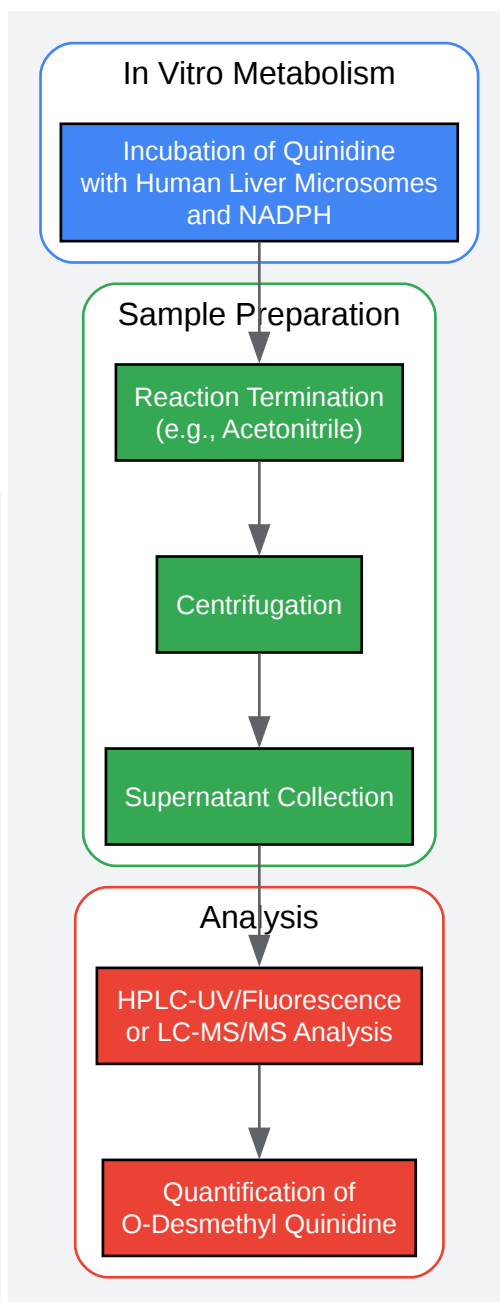 In Vitro Metabolism
Incubation of Quinidine
with Human Liver Microsomes
and NADPH
Sample Preparation
Reaction Termination
(e.g., Acetonitrile)
Centrifugation
Supernatant Collection
Analysis
HPLC-UV/Fluorescence
or LC-MS/MS Analysis
Quantification of
O-Desmethyl Quinidine